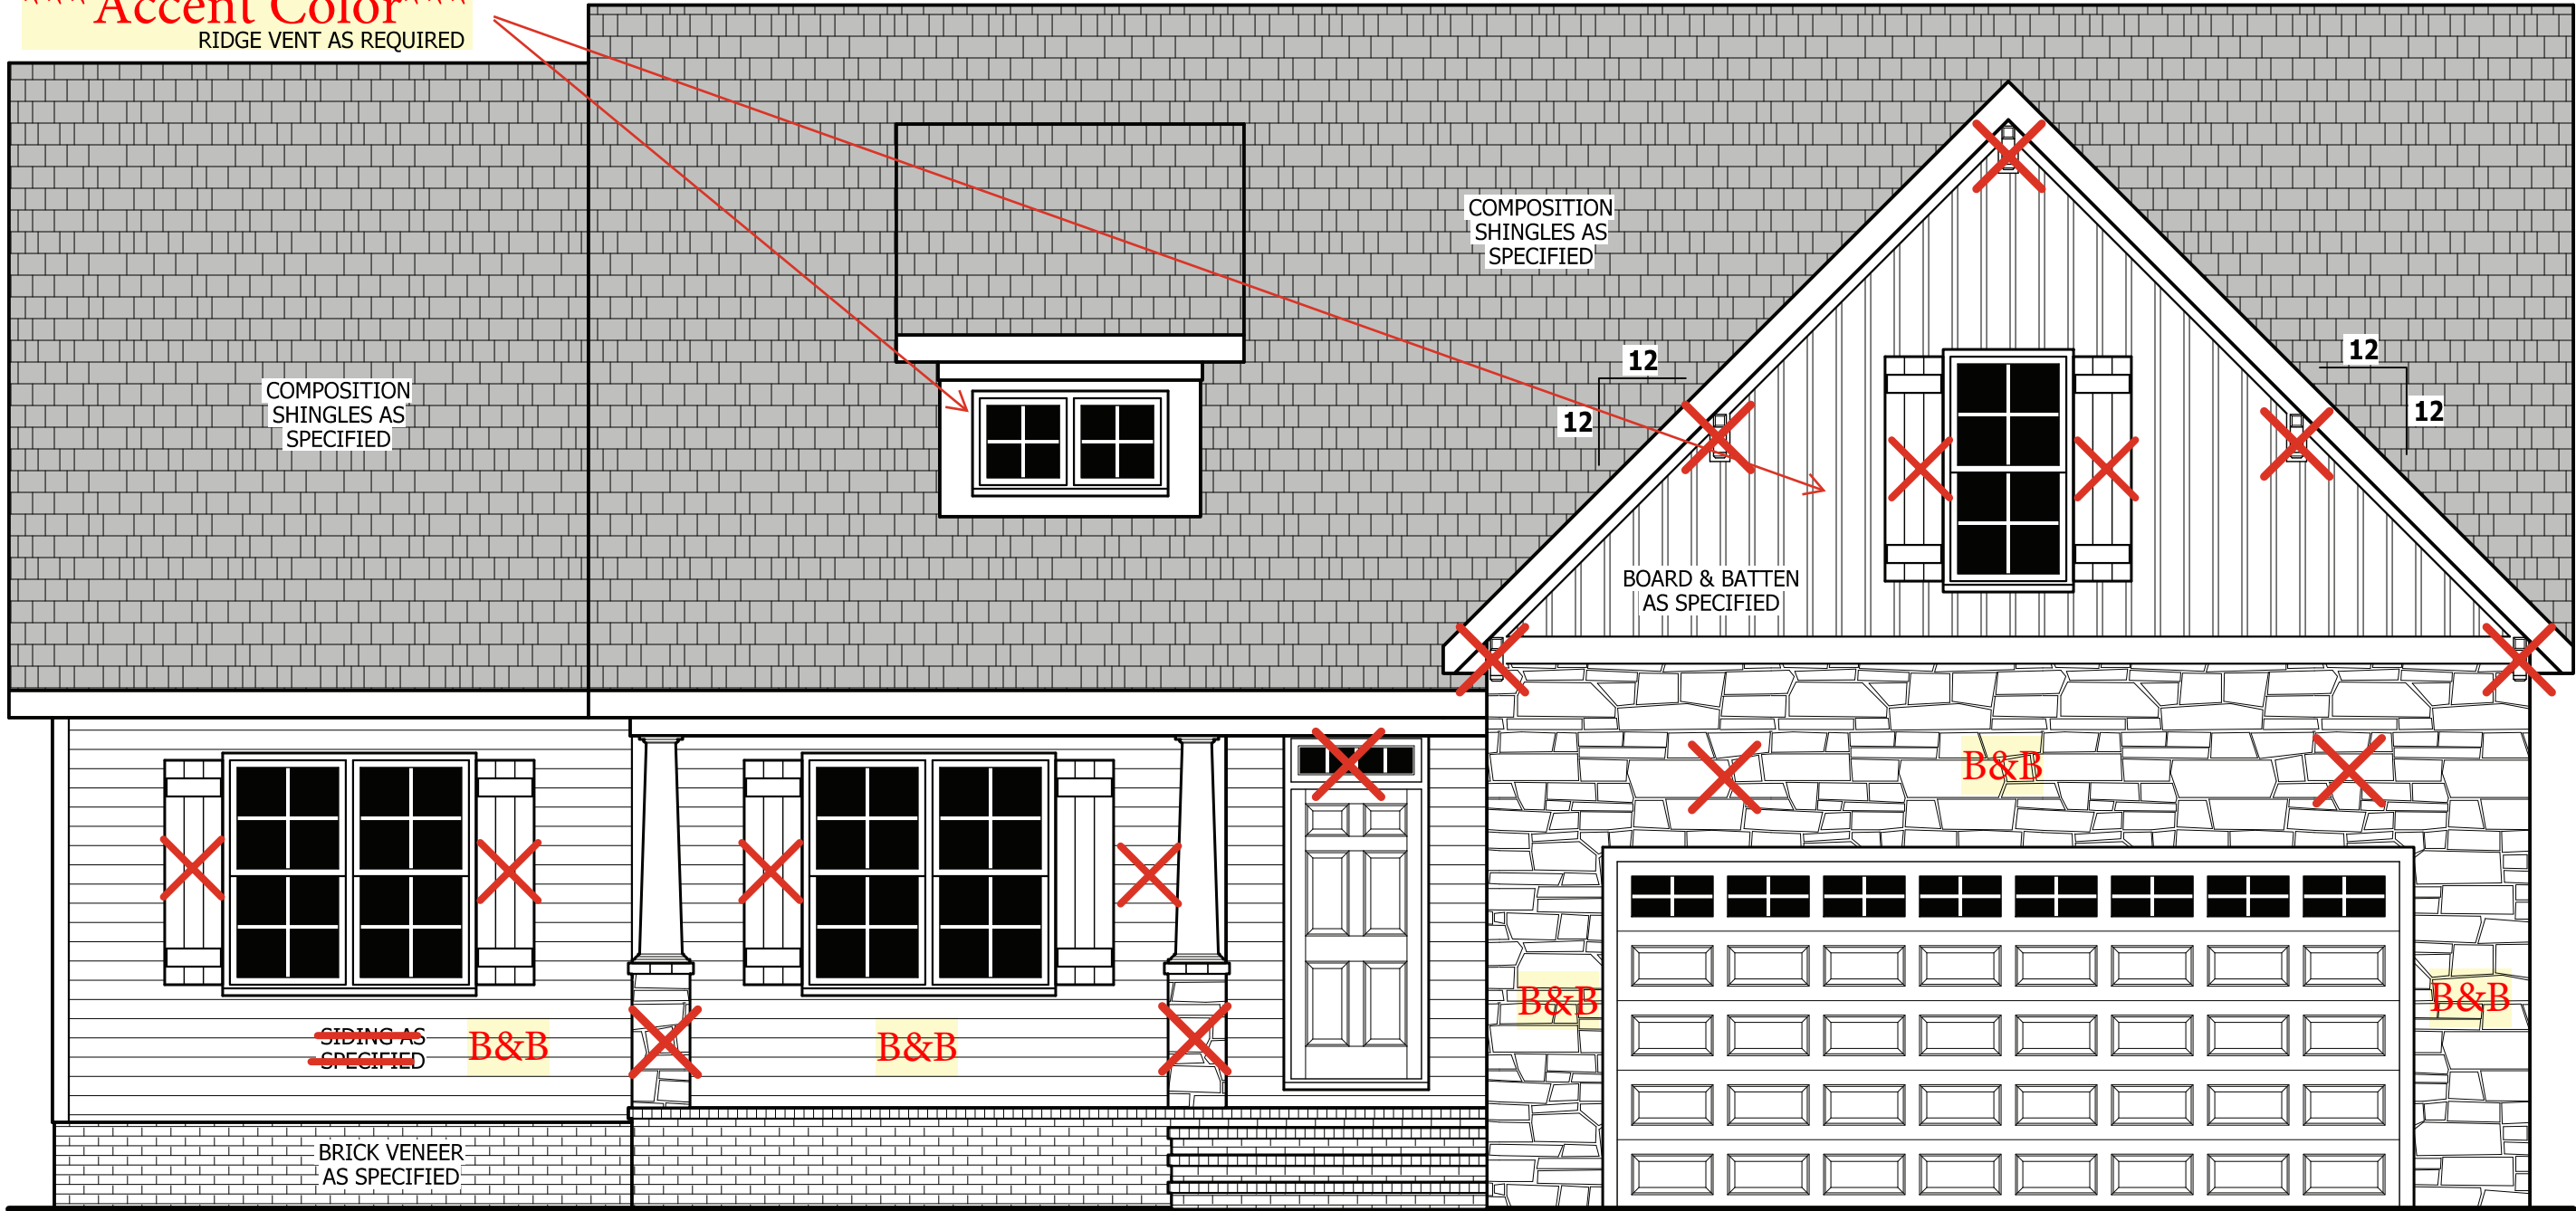 ***Accent Color***
RIDGE VENT AS REQUIRED
COMPOSITION
SHINGLES AS
SPECIFIED
COMPOSITION
SHINGLES AS
SPECIFIED
12
12
12
12
BOARD & BATTEN
AS SPECIFIED
B&B
B&B
B&B
SIDING AS
SPECIFIED
B&B
B&B
BRICK VENEER
AS SPECIFIED